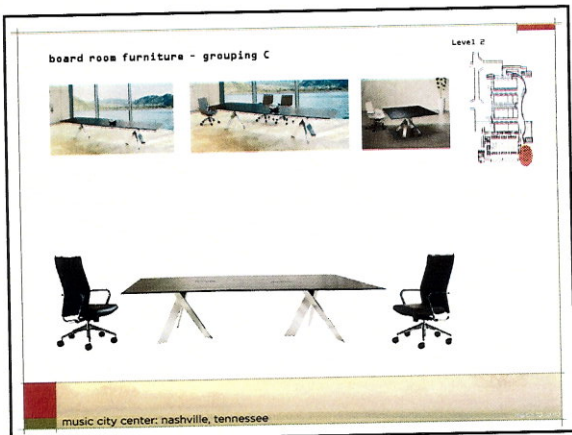 Level 2
board room furniture - grouping C
music city center: nashville, tennessee